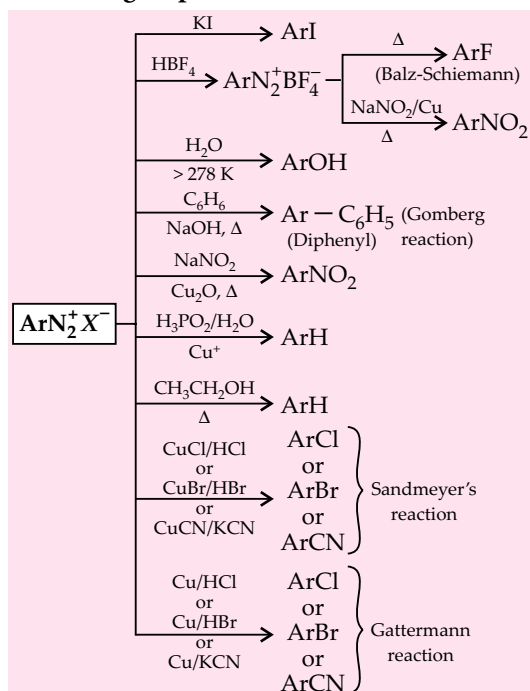 KI
ArI
HBF₄
ArN₂⁺BF₄⁻
Δ
ArF
(Balz-Schiemann)
NaNO₂/Cu
Δ
ArNO₂
H₂O
> 278 K
ArOH
C₆H₆
NaOH, Δ
Ar – C₆H₅ (Gomberg
(Diphenyl) reaction)
NaNO₂
Cu₂O, Δ
ArNO₂
ArN₂⁺X⁻
H₃PO₂/H₂O
Cu⁺
ArH
CH₃CH₂OH
Δ
ArH
CuCl/HCl
or
CuBr/HBr
or
CuCN/KCN
ArCl
or
ArBr
or
ArCN
Sandmeyer's
reaction
Cu/HCl
or
Cu/HBr
or
Cu/KCN
ArCl
or
ArBr
or
ArCN
Gattermann
reaction